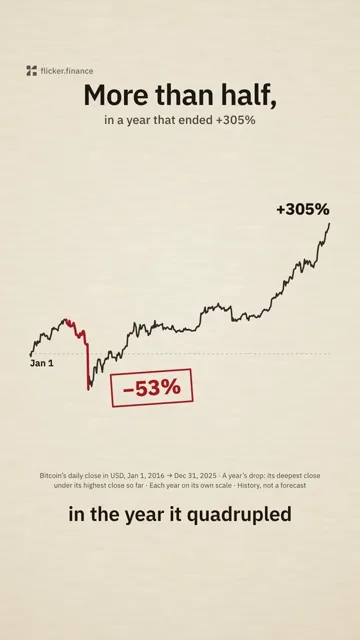 flicker.finance
More than half,
in a year that ended +305%
+305%
Jan 1
−53%
Bitcoin's daily close in USD, Jan 1, 2016 → Dec 31, 2025 · A year's drop: its deepest close
under its highest close so far · Each year on its own scale · History, not a forecast
in the year it quadrupled